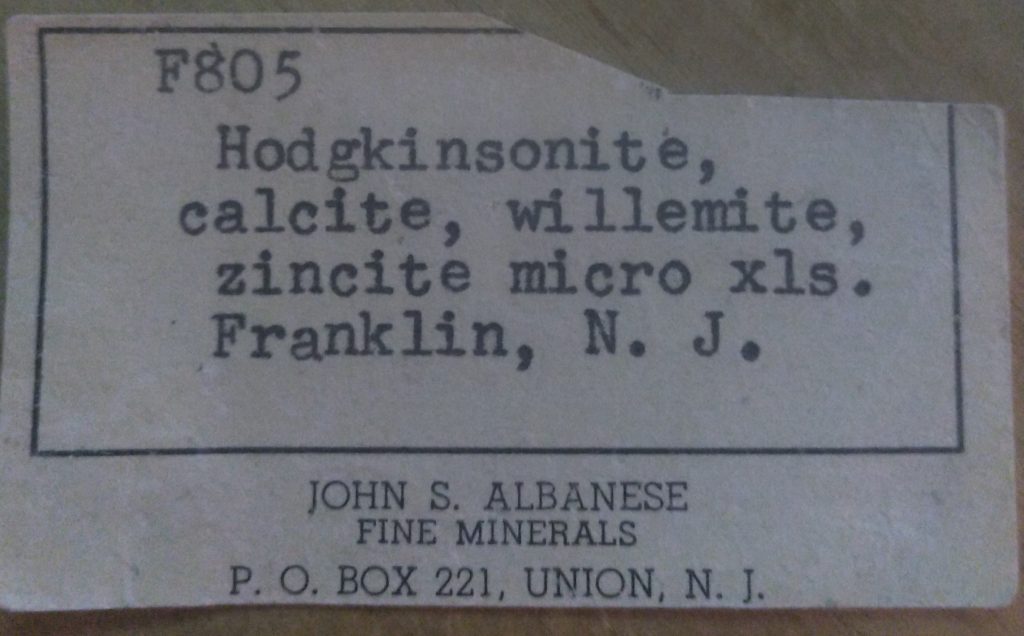 F805
Hodgkinsonite,
calcite, willemite,
zincite micro xls.
Franklin, N. J.
JOHN S. ALBANESE
FINE MINERALS
P. O. BOX 221, UNION, N. J.